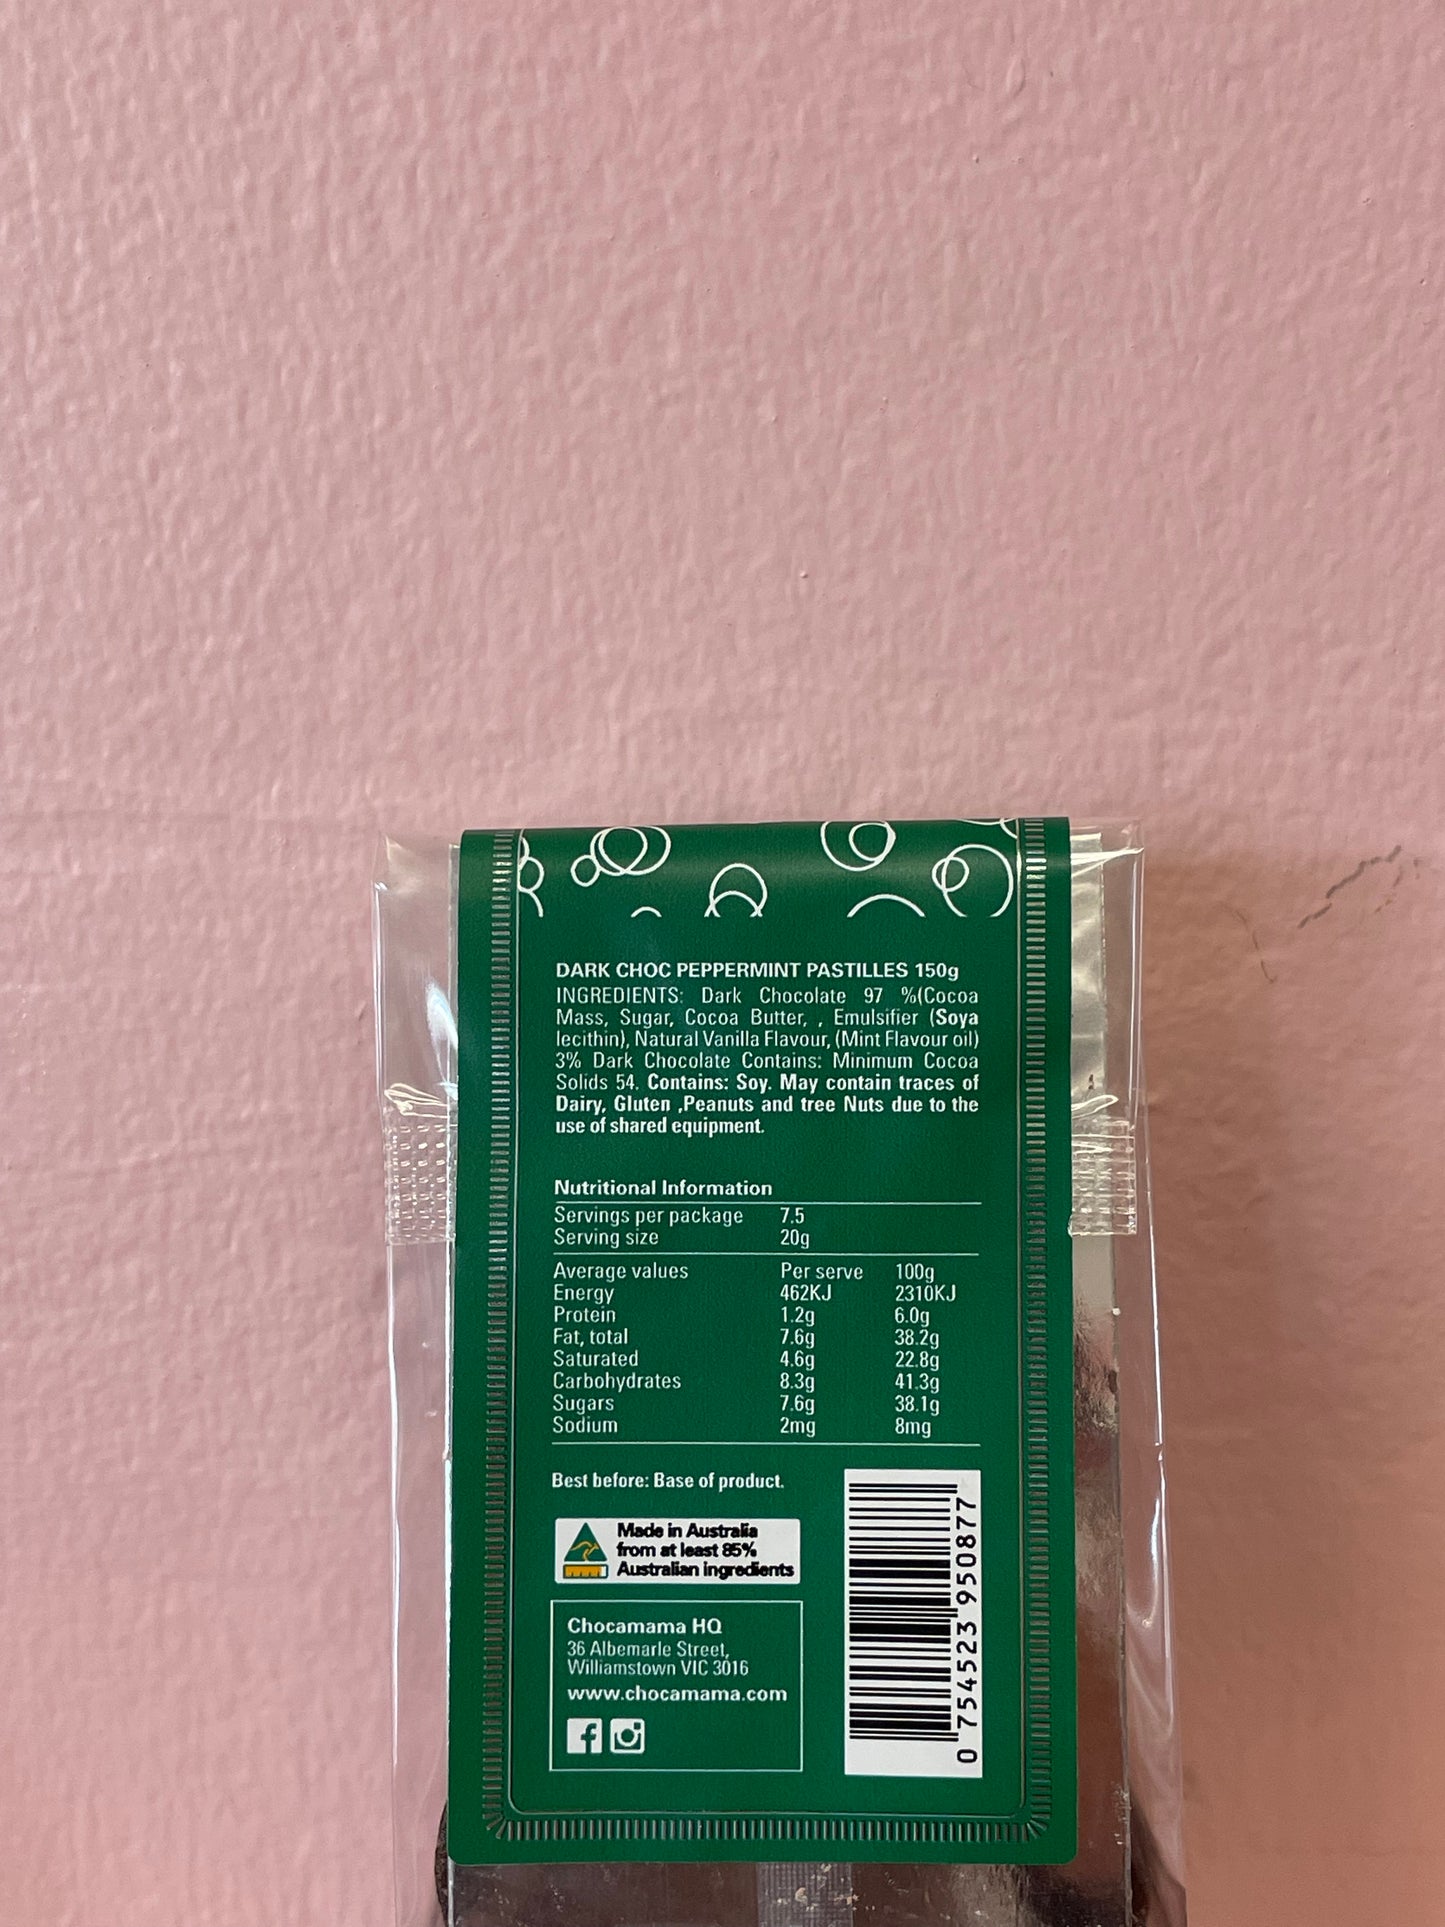 DARK CHOC PEPPERMINT PASTILLES 150g
INGREDIENTS: Dark Chocolate 97 %(Cocoa
Mass, Sugar, Cocoa Butter, , Emulsifier (Soya
lecithin), Natural Vanilla Flavour, (Mint Flavour oil)
3% Dark Chocolate Contains: Minimum Cocoa
Solids 54. Contains: Soy. May contain traces of
Dairy, Gluten ,Peanuts and tree Nuts due to the
use of shared equipment.
Nutritional Information
Servings per package 7.5
Serving size 20g
Average values Per serve 100g
Energy 462KJ 2310KJ
Protein 1.2g 6.0g
Fat, total 7.6g 38.2g
Saturated 4.6g 22.8g
Carbohydrates 8.3g 41.3g
Sugars 7.6g 38.1g
Sodium 2mg 8mg
Best before: Base of product.
Made in Australia
from at least 85%
Australian ingredients
Chocamama HQ
36 Albemarle Street,
Williamstown VIC 3016
www.chocamama.com
0 754523 950877